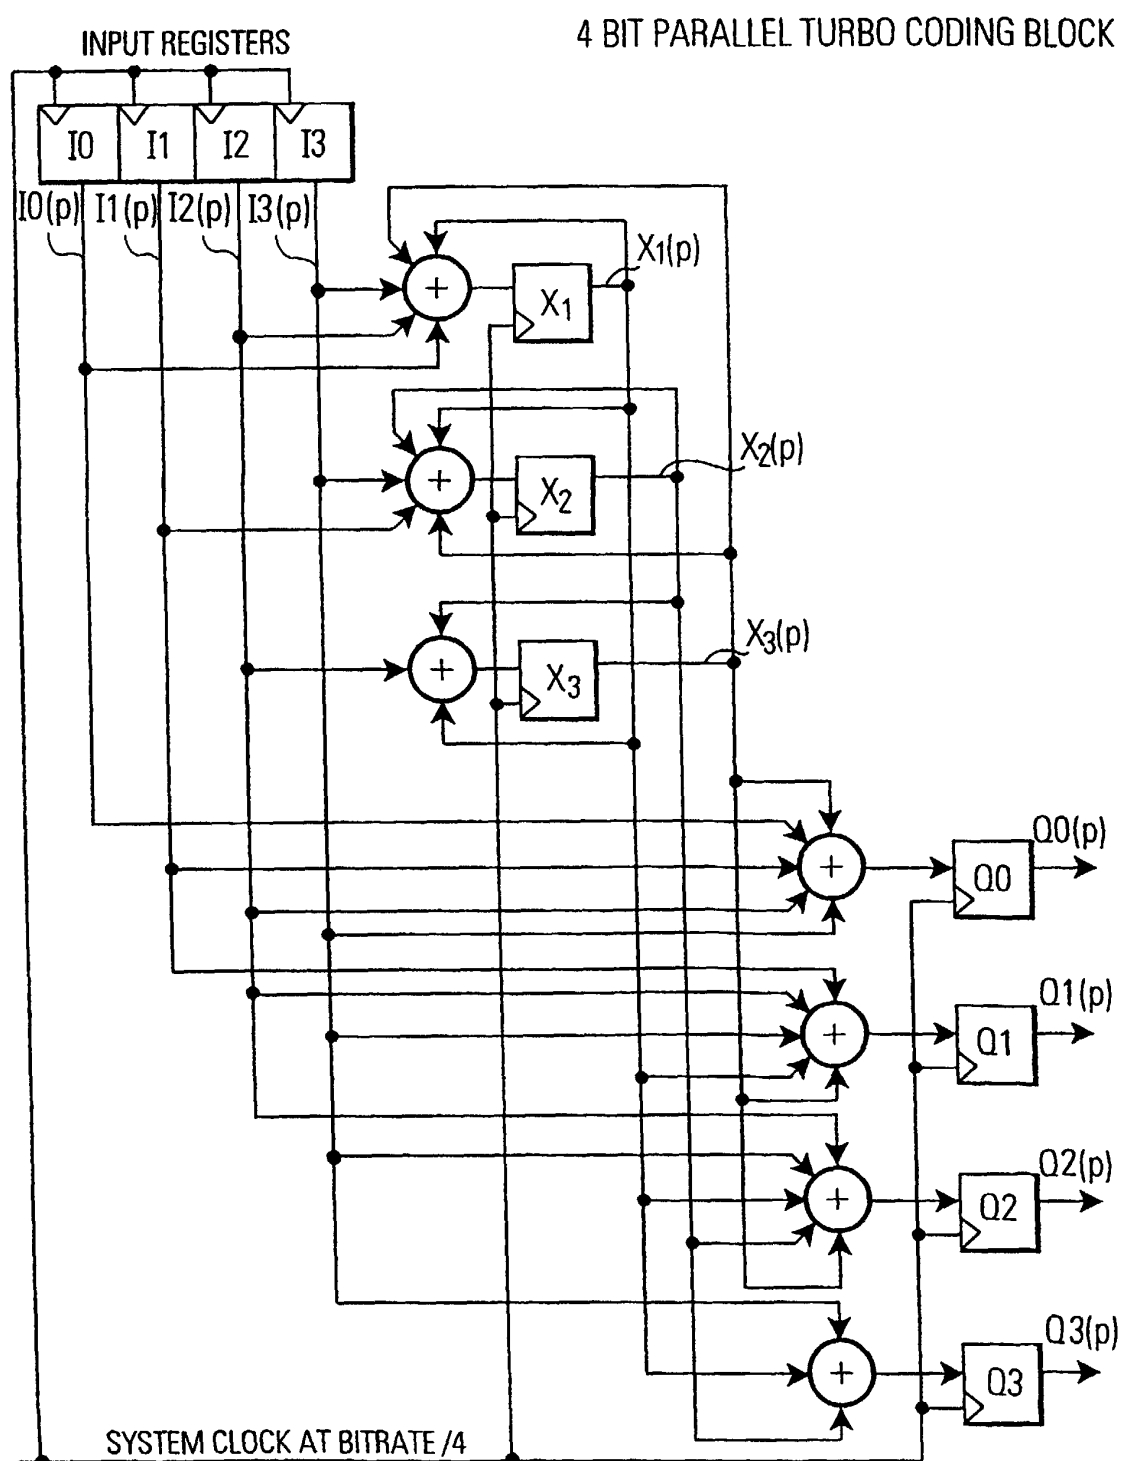 4 BIT PARALLEL TURBO CODING BLOCK
INPUT REGISTERS
I0 I1 I2 I3
I0(p) I1(p) I2(p) I3(p)
X1(p)
+ X1
X2(p)
+ X2
X3(p)
+ X3
Q0(p)
+ Q0
Q1(p)
+ Q1
Q2(p)
+ Q2
Q3(p)
+ Q3
SYSTEM CLOCK AT BITRATE /4